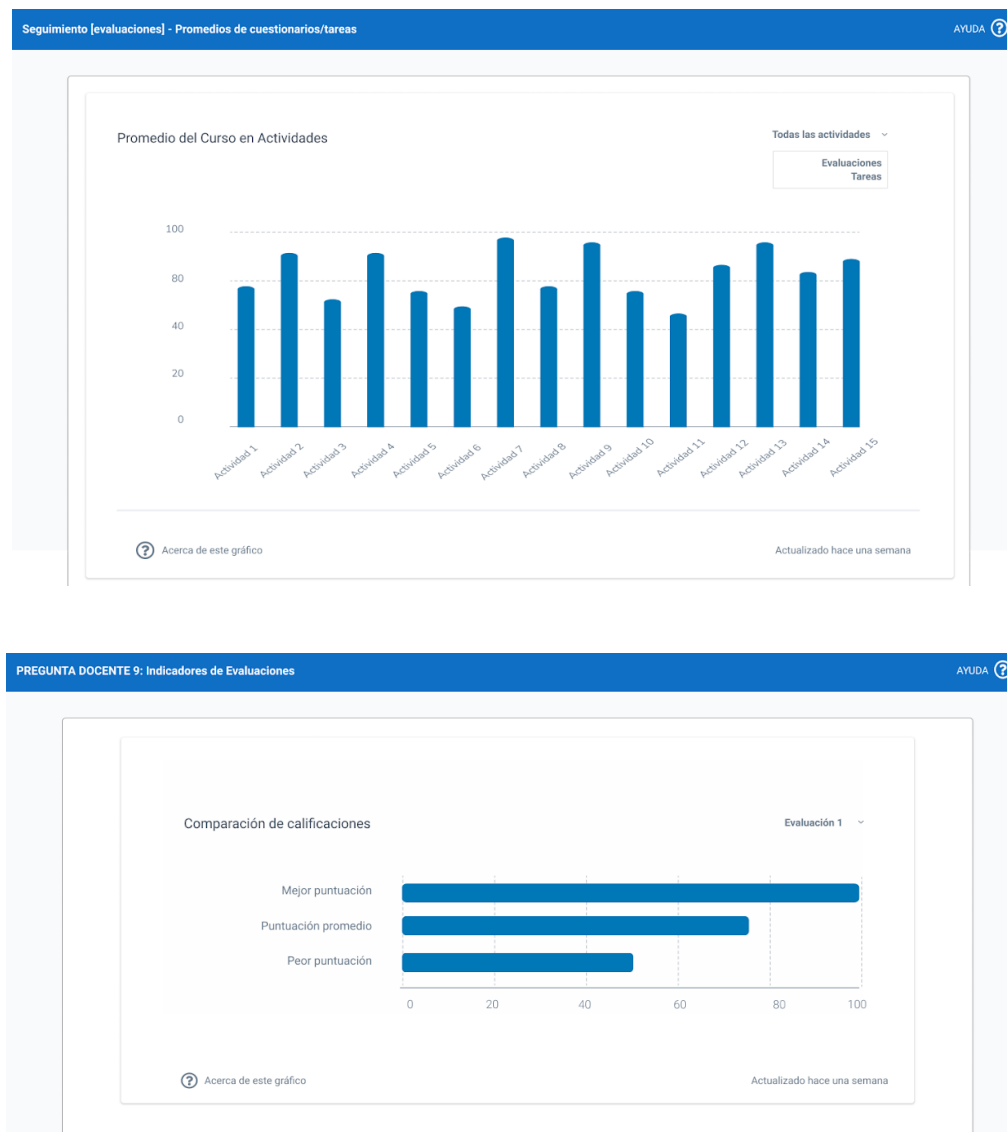 Seguimiento [evaluaciones] - Promedios de cuestionarios/tareas
AYUDA ?
Promedio del Curso en Actividades
Todas las actividades
Evaluaciones
Tareas
100
80
40
20
0
Actividad 1
Actividad 2
Actividad 3
Actividad 4
Actividad 5
Actividad 6
Actividad 7
Actividad 8
Actividad 9
Actividad 10
Actividad 11
Actividad 12
Actividad 13
Actividad 14
Actividad 15
? Acerca de este gráfico
Actualizado hace una semana
PREGUNTA DOCENTE 9: Indicadores de Evaluaciones
AYUDA ?
Comparación de calificaciones
Evaluación 1
Mejor puntuación
Puntuación promedio
Peor puntuación
0 20 40 60 80 100
? Acerca de este gráfico
Actualizado hace una semana